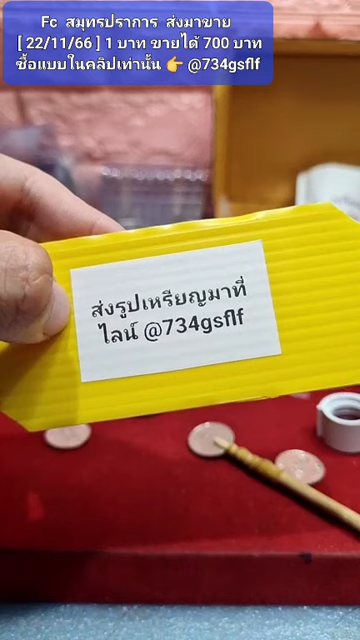 Fc สมุทรปราการ ส่งมาขาย
[ 22/11/66 ] 1 บาท ขายได้ 700 บาท
ซื้อแบบในคลิปเท่านั้น 👉 @734gsflf
ส่งรูปเหรียญมาที่
ไลน์ @734gsflf